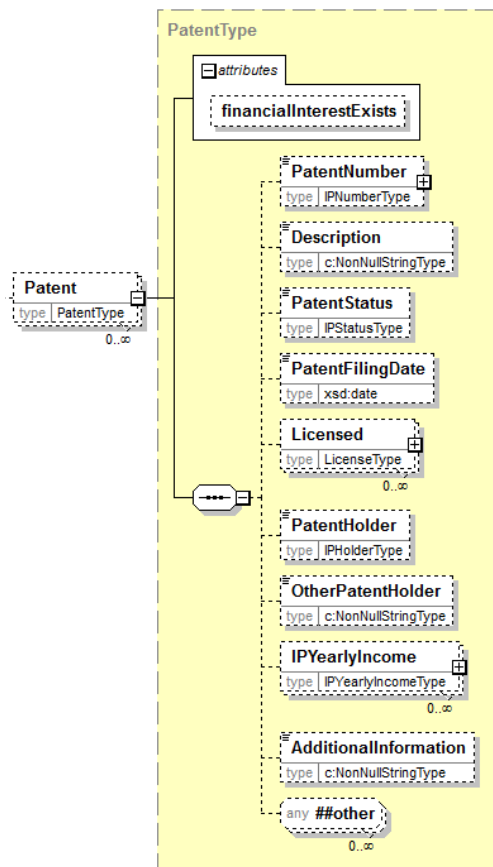 PatentType
attributes
financialInterestExists
PatentNumber
type IPNumberType
Description
type c:NonNullStringType
Patent
type PatentType
0..∞
PatentStatus
type IPStatusType
PatentFilingDate
type xsd:date
Licensed
type LicenseType
0..∞
PatentHolder
type IPHolderType
OtherPatentHolder
type c:NonNullStringType
IPYearlyIncome
type IPYearlyIncomeType
0..∞
AdditionalInformation
type c:NonNullStringType
any ##other
0..∞